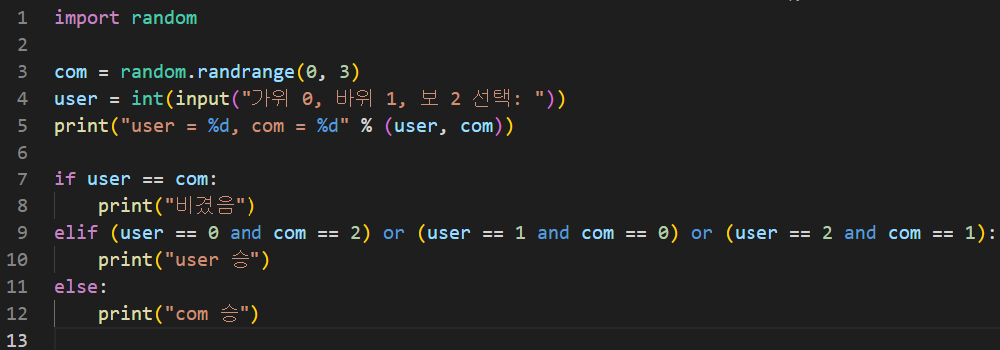 1 import random
2
3 com = random.randrange(0, 3)
4 user = int(input("가위 0, 바위 1, 보 2 선택: "))
5 print("user = %d, com = %d" % (user, com))
6
7 if user == com:
8     print("비겼음")
9 elif (user == 0 and com == 2) or (user == 1 and com == 0) or (user == 2 and com == 1):
10     print("user 승")
11 else:
12     print("com 승")
13